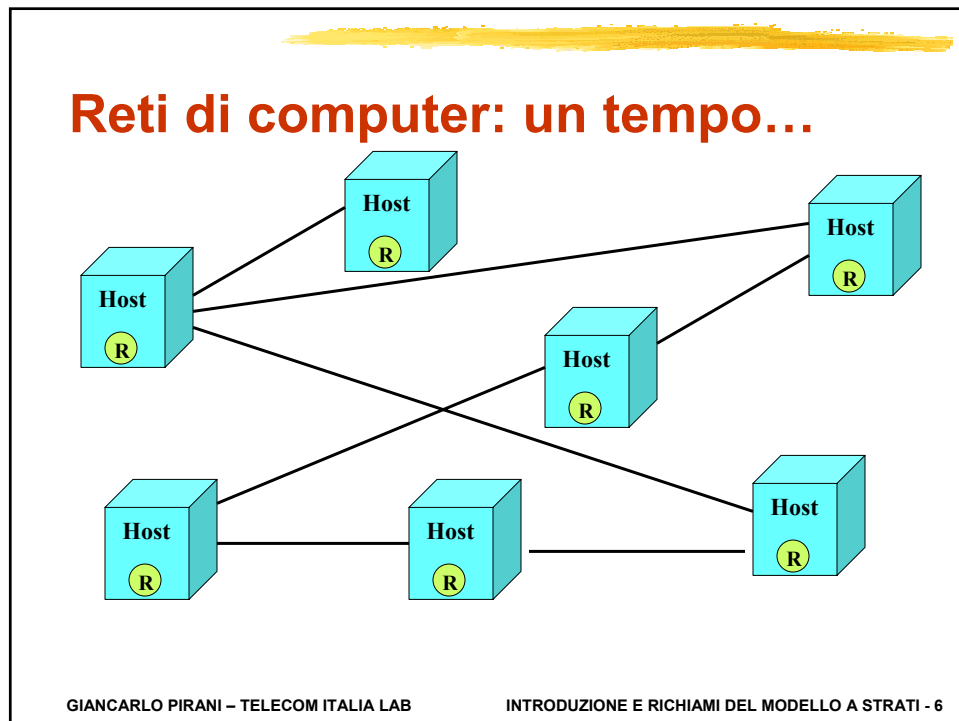 Reti di computer: un tempo…
Host
R
Host
R
Host
R
Host
R
Host
R
Host
R
Host
R
GIANCARLO PIRANI – TELECOM ITALIA LAB
INTRODUZIONE E RICHIAMI DEL MODELLO A STRATI - 6